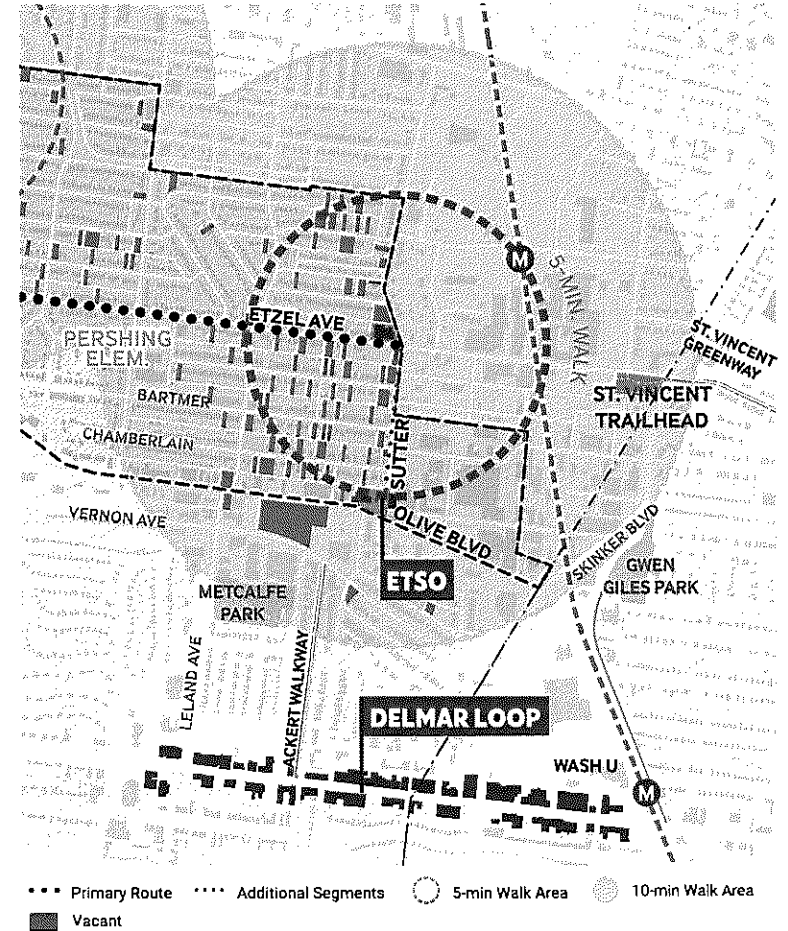 M
5-MIN WALK
ETZEL AVE
PERSHING
ELEM.
ST. VINCENT
GREENWAY
BARTMER
ST. VINCENT
TRAILHEAD
CHAMBERLAIN
SUTTER
VERNON AVE
OLIVE BLVD
SKINKER BLVD
ETSO
GWEN
GILES PARK
METCALFE
PARK
LELAND AVE
ACKERT WALKWAY
DELMAR LOOP
WASH U
M
Primary Route
Additional Segments
5-min Walk Area
10-min Walk Area
Vacant